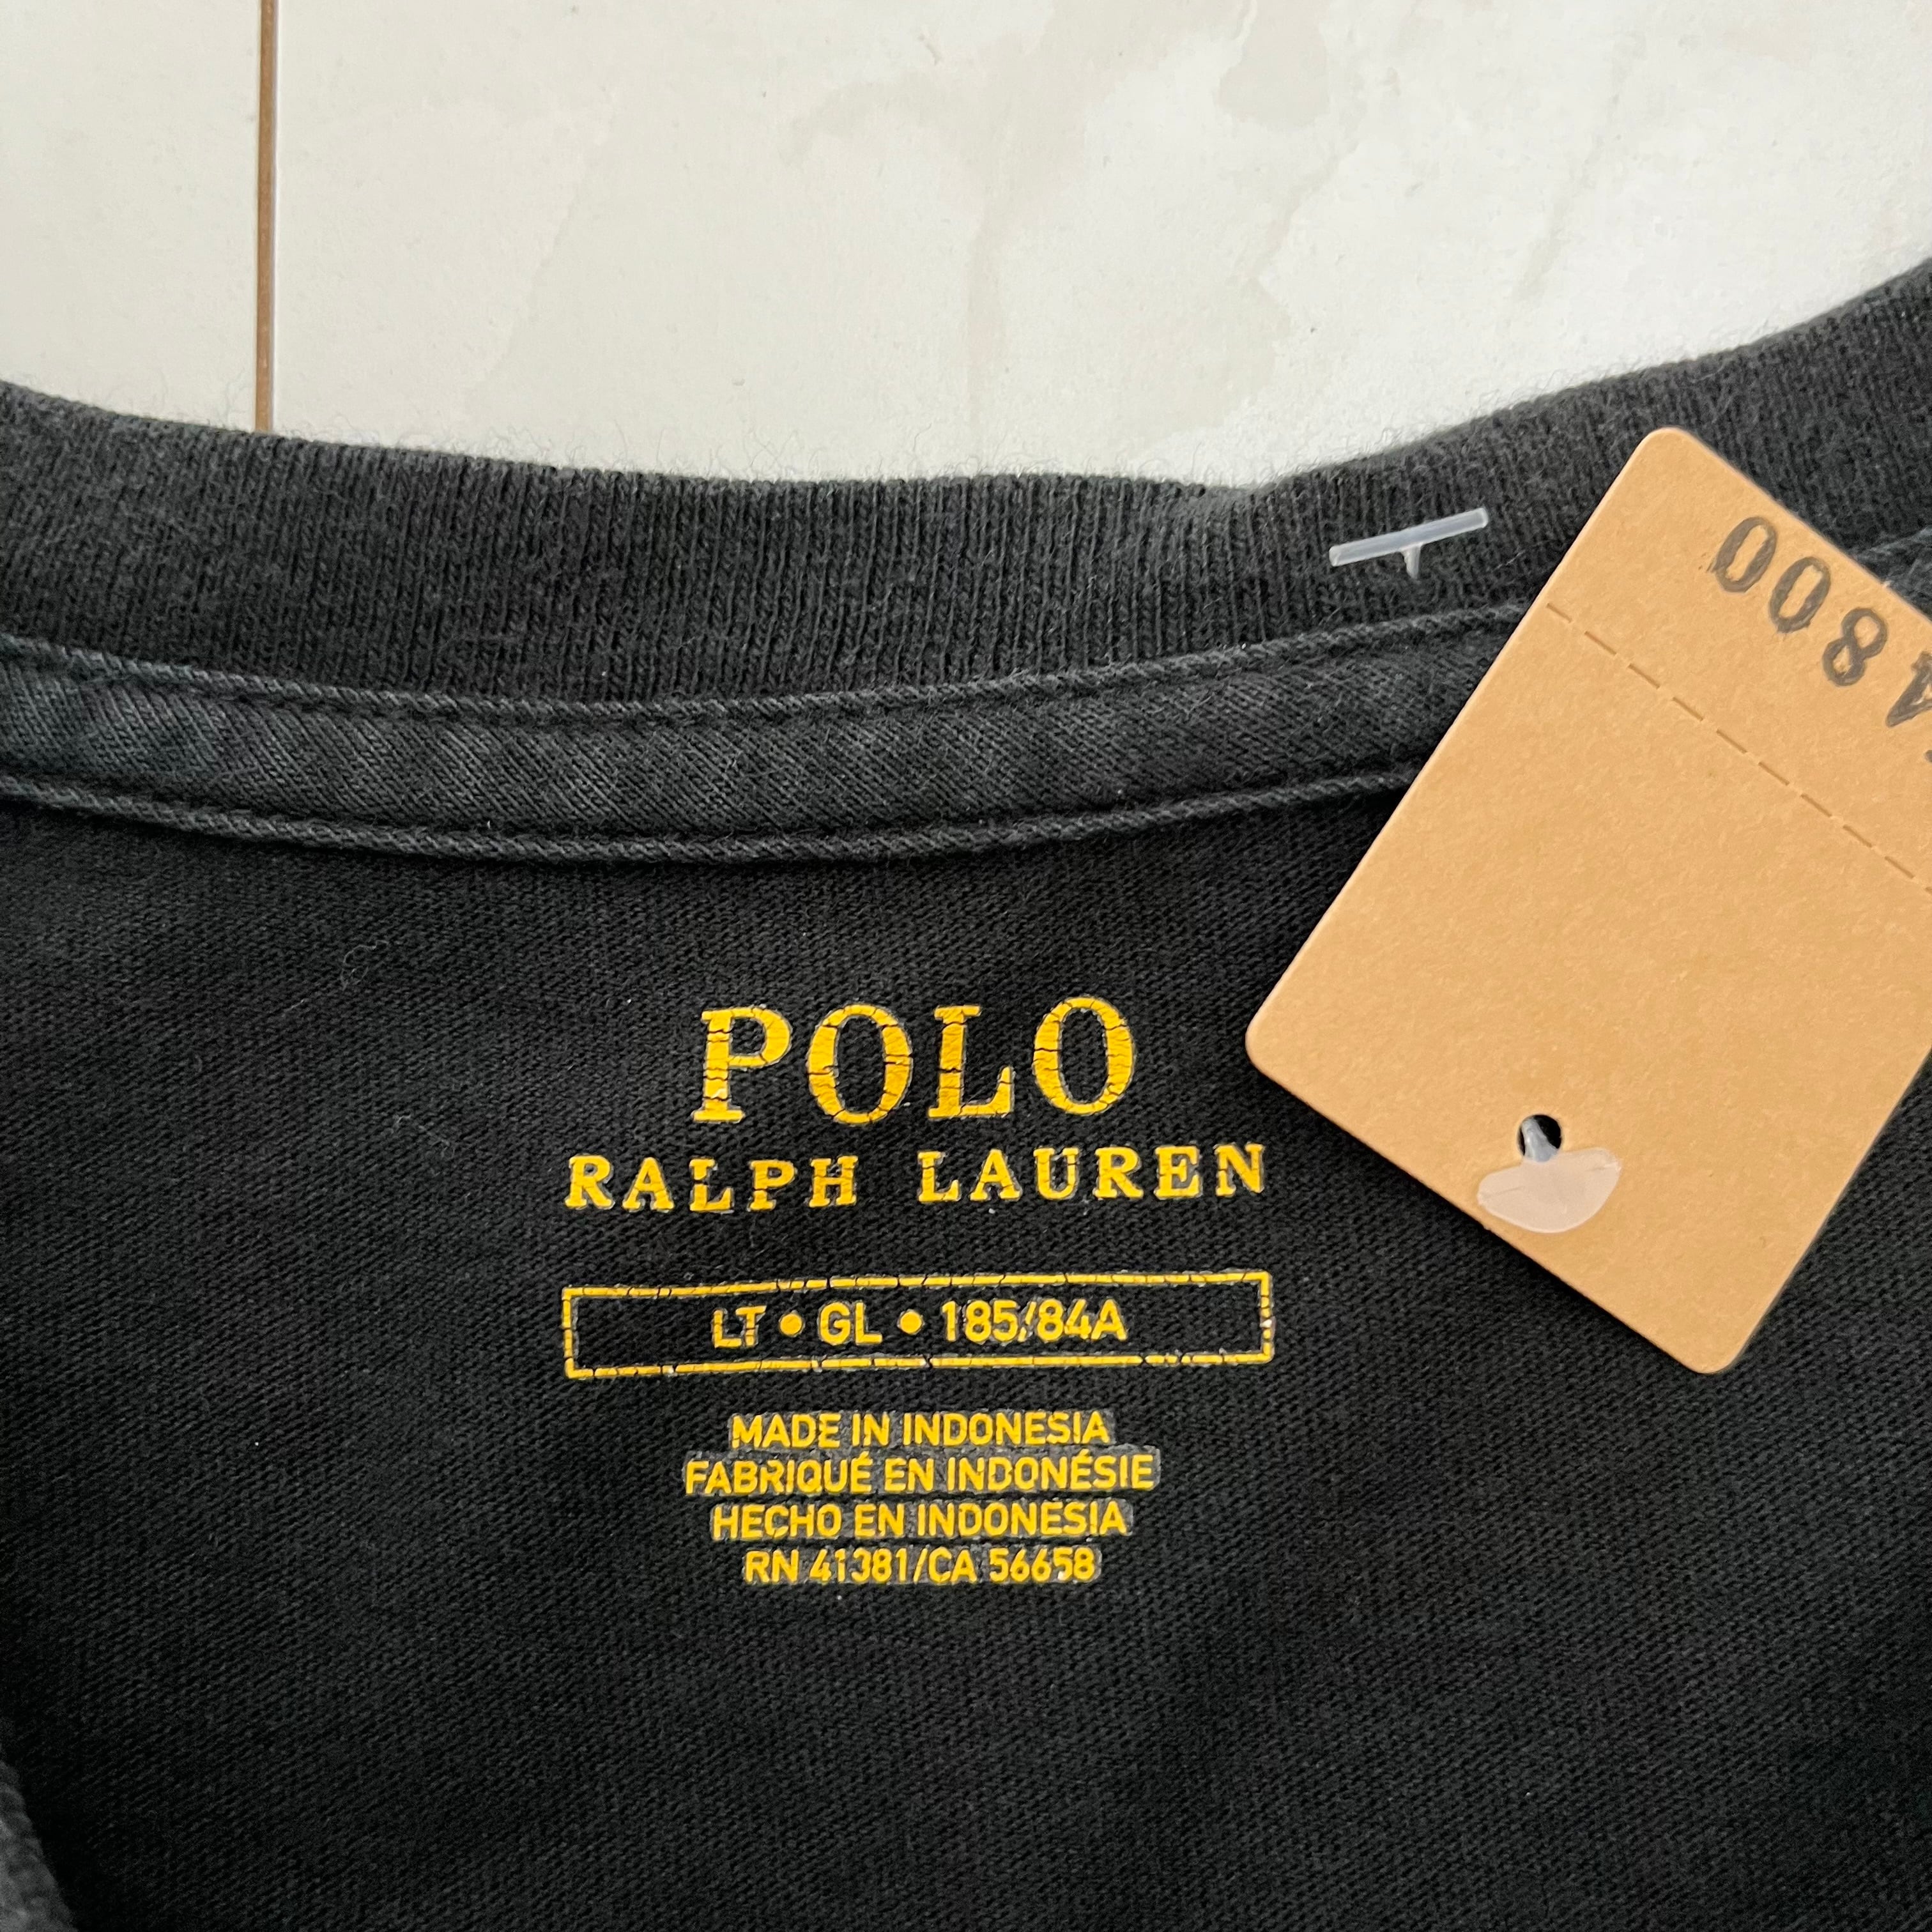 4800
POLO
RALPH LAUREN
LT • GL • 185/84A
MADE IN INDONESIA
FABRIQUÉ EN INDONÉSIE
HECHO EN INDONESIA
RN 41381/CA 56658